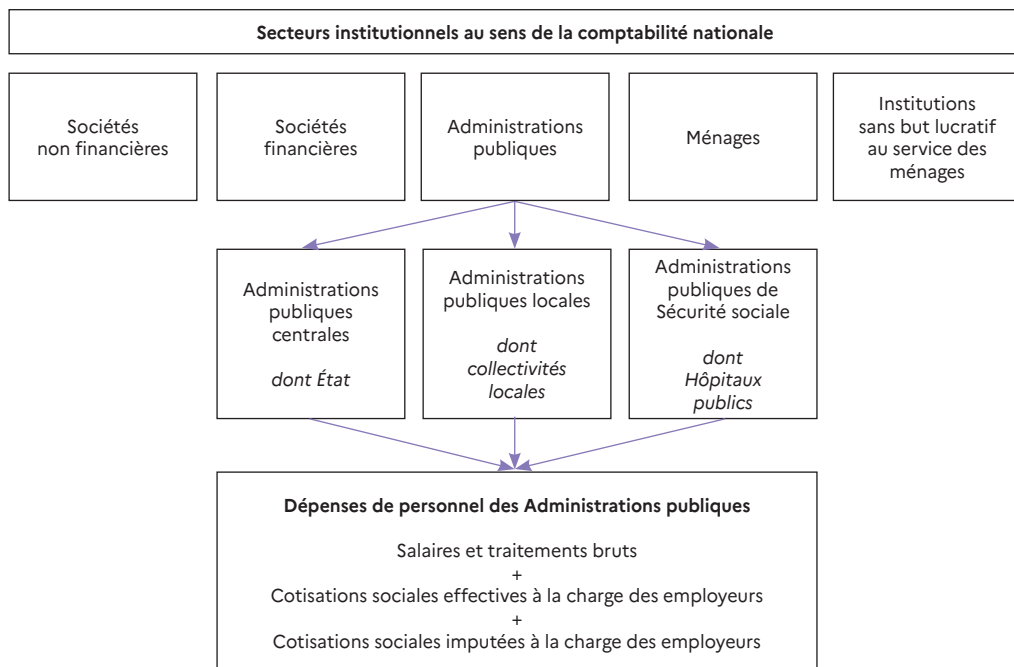 Secteurs institutionnels au sens de la comptabilité nationale
Sociétés
non financières
Sociétés
financières
Administrations
publiques
Ménages
Institutions
sans but lucratif
au service des
ménages
Administrations
publiques
centrales
dont État
Administrations
publiques locales
dont
collectivités
locales
Administrations
publiques de
Sécurité sociale
dont
Hôpitaux
publics
Dépenses de personnel des Administrations publiques
Salaires et traitements bruts
+
Cotisations sociales effectives à la charge des employeurs
+
Cotisations sociales imputées à la charge des employeurs